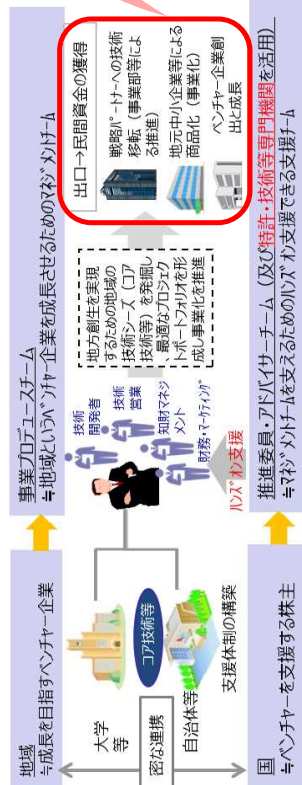 地域
≒成長を目指すベンチャー企業
事業プロデュースチーム
≒地域というベンチャー企業を成長させるためのマネジメントチーム
大学
等
密な連携
コア技術等
自治体等
支援体制の構築
技術
開発者
技術
営業
知財マネジ
メント
財務・マーケティング
ハンズオン支援
地方創生を実現
するための地域の
技術シーズ（コア
技術等）を発掘し
、最適なプロジェク
トポートフォリオを形
成し事業化を推進
出口→民間資金の獲得
戦略パートナーへの技術
移転（事業部等によ
る推進）
地元中小企業等による
商品化（事業化）
ベンチャー企業創
出と成長
国
≒ベンチャーを支援する株主
推進委員・アドバイザーチーム（及び特許・技術等専門機関を活用）
≒マネジメントチームを支えるためのハンズオン支援できる支援チーム